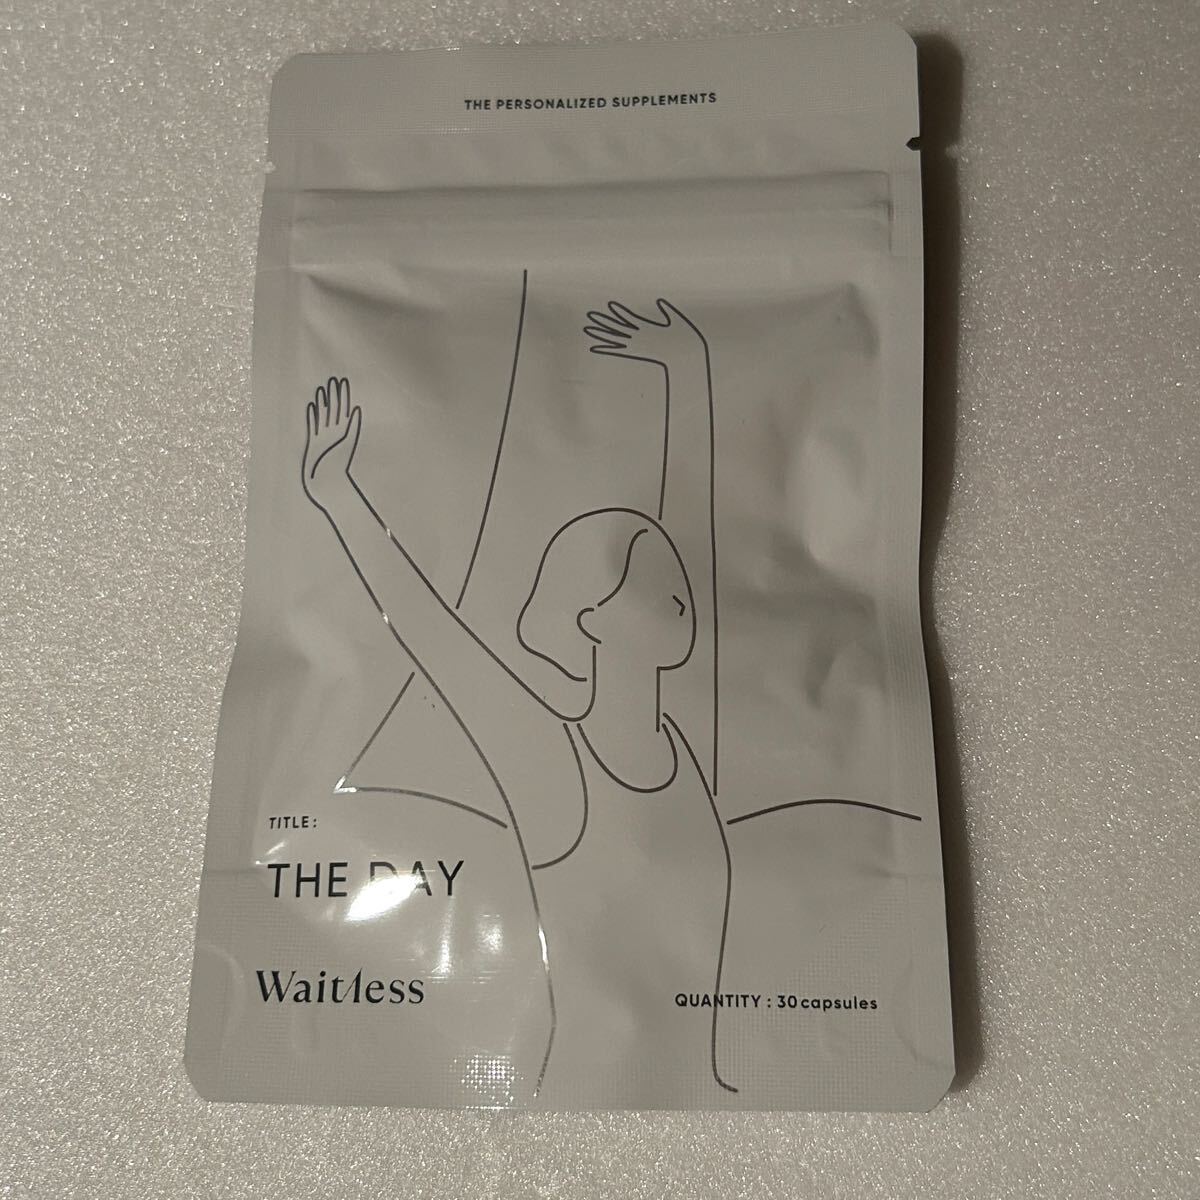 THE PERSONALIZED SUPPLEMENTS
TITLE:
THE DAY
Waitless
QUANTITY : 30 capsules